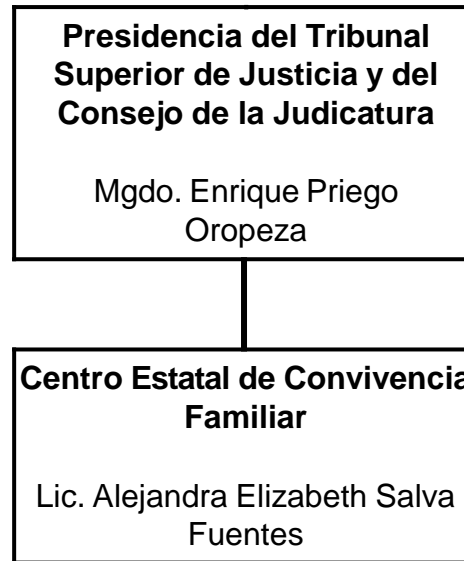 Presidencia del Tribunal
Superior de Justicia y del
Consejo de la Judicatura
Mgdo. Enrique Priego
Oropeza
Centro Estatal de Convivencia
Familiar
Lic. Alejandra Elizabeth Salva
Fuentes